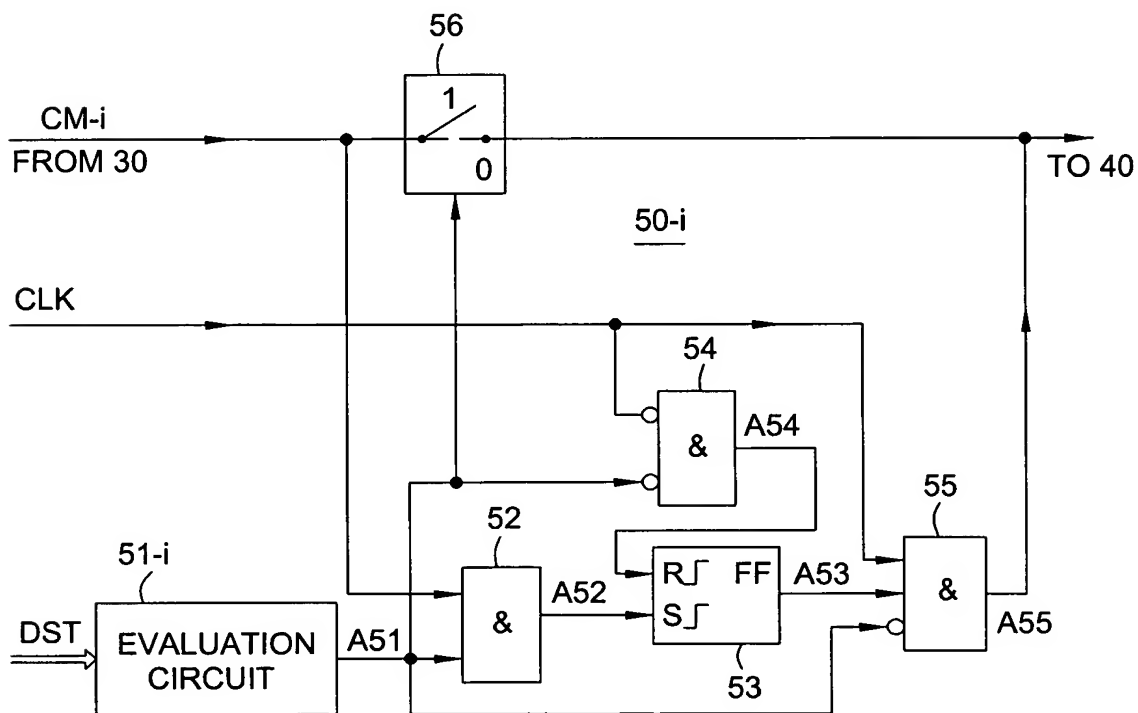 56
1
CM-i
FROM 30
0
TO 40
50-i
CLK
54
&
A54
52
55
51-i
R FF
A53
&
DST
EVALUATION
CIRCUIT
A51
&
A52
S
A55
53